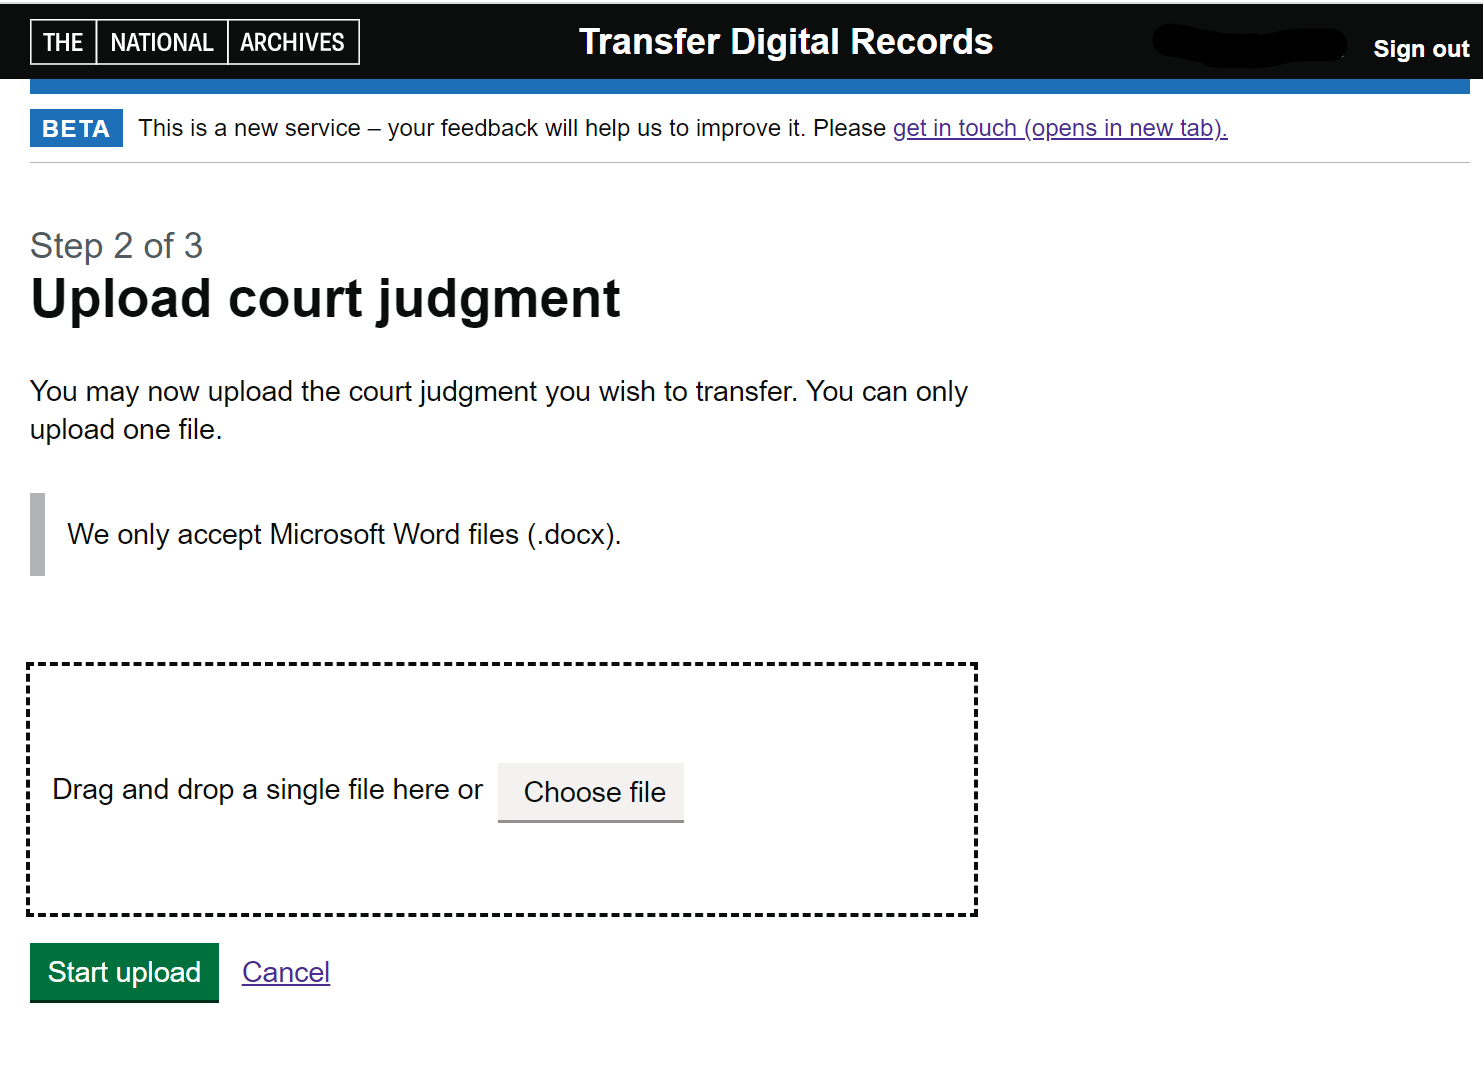 THE NATIONAL ARCHIVES
Transfer Digital Records
Sign out
BETA This is a new service – your feedback will help us to improve it. Please get in touch (opens in new tab).
Step 2 of 3
Upload court judgment
You may now upload the court judgment you wish to transfer. You can only
upload one file.
We only accept Microsoft Word files (.docx).
Drag and drop a single file here or Choose file
Start upload Cancel